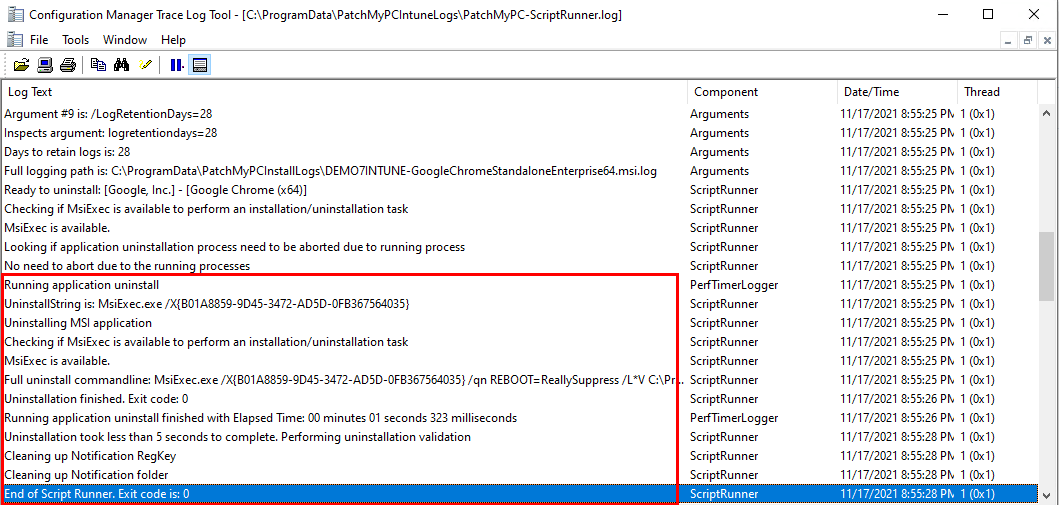 Configuration Manager Trace Log Tool - [C:\ProgramData\PatchMyPCIntuneLogs\PatchMyPC-ScriptRunner.log]
File Tools Window Help
Log Text Component Date/Time Thread
Argument #9 is: /LogRetentionDays=28 Arguments 11/17/2021 8:55:25 PM 1 (0x1)
Inspects argument: logretentiondays=28 Arguments 11/17/2021 8:55:25 PM 1 (0x1)
Days to retain logs is: 28 Arguments 11/17/2021 8:55:25 PM 1 (0x1)
Full logging path is: C:\ProgramData\PatchMyPCInstallLogs\DEMO7INTUNE-GoogleChromeStandaloneEnterprise64.msi.log Arguments 11/17/2021 8:55:25 PM 1 (0x1)
Ready to uninstall: [Google, Inc.] - [Google Chrome (x64)] ScriptRunner 11/17/2021 8:55:25 PM 1 (0x1)
Checking if MsiExec is available to perform an installation/uninstallation task ScriptRunner 11/17/2021 8:55:25 PM 1 (0x1)
MsiExec is available. ScriptRunner 11/17/2021 8:55:25 PM 1 (0x1)
Looking if application uninstallation process need to be aborted due to running process ScriptRunner 11/17/2021 8:55:25 PM 1 (0x1)
No need to abort due to the running processes ScriptRunner 11/17/2021 8:55:25 PM 1 (0x1)
Running application uninstall PerfTimerLogger 11/17/2021 8:55:25 PM 1 (0x1)
UninstallString is: MsiExec.exe /X{B01A8859-9D45-3472-AD5D-0FB367564035} ScriptRunner 11/17/2021 8:55:25 PM 1 (0x1)
Uninstalling MSI application ScriptRunner 11/17/2021 8:55:25 PM 1 (0x1)
Checking if MsiExec is available to perform an installation/uninstallation task ScriptRunner 11/17/2021 8:55:25 PM 1 (0x1)
MsiExec is available. ScriptRunner 11/17/2021 8:55:25 PM 1 (0x1)
Full uninstall commandline: MsiExec.exe /X{B01A8859-9D45-3472-AD5D-0FB367564035} /qn REBOOT=ReallySuppress /L*V C:\Pr... ScriptRunner 11/17/2021 8:55:25 PM 1 (0x1)
Uninstallation finished. Exit code: 0 ScriptRunner 11/17/2021 8:55:26 PM 1 (0x1)
Running application uninstall finished with Elapsed Time: 00 minutes 01 seconds 323 milliseconds PerfTimerLogger 11/17/2021 8:55:26 PM 1 (0x1)
Uninstallation took less than 5 seconds to complete. Performing uninstallation validation ScriptRunner 11/17/2021 8:55:28 PM 1 (0x1)
Cleaning up Notification RegKey ScriptRunner 11/17/2021 8:55:28 PM 1 (0x1)
Cleaning up Notification folder ScriptRunner 11/17/2021 8:55:28 PM 1 (0x1)
End of Script Runner. Exit code is: 0 ScriptRunner 11/17/2021 8:55:28 PM 1 (0x1)